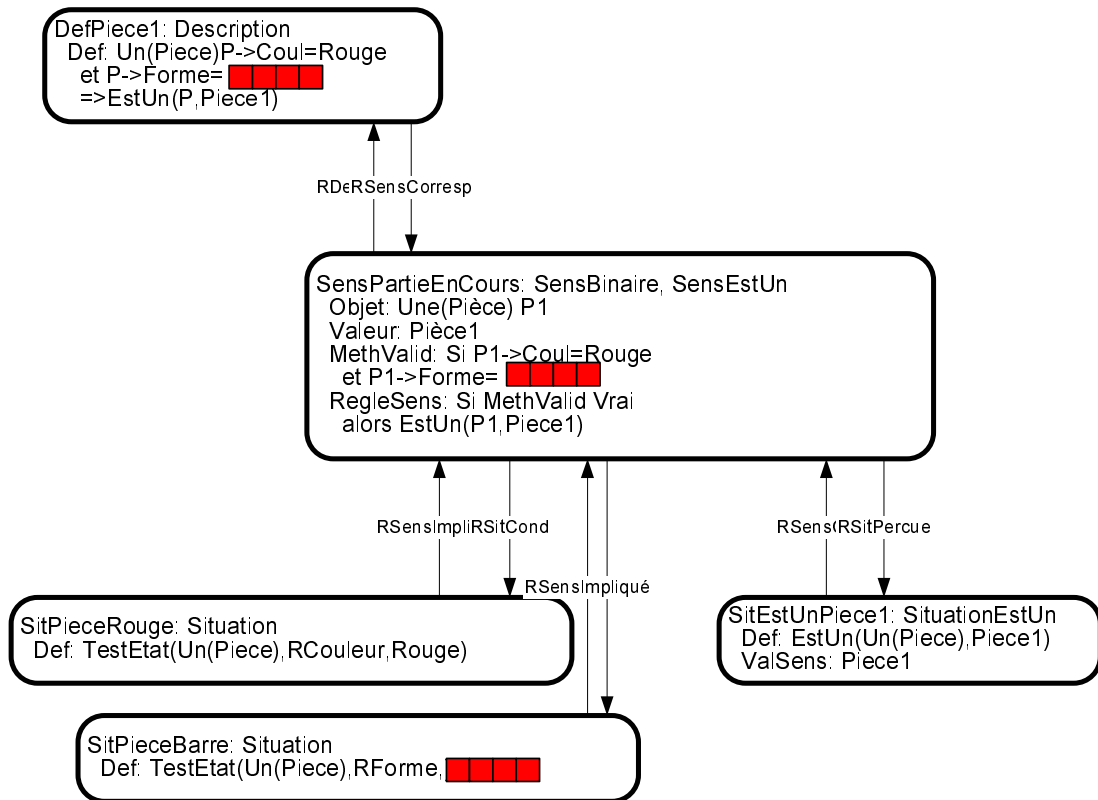 DefPiece1: Description
Def: Un(Piece)P->Coul=Rouge
et P->Forme=
=>EstUn(P,Piece1)
RSensCorresp
SensPartieEnCours: SensBinaire, SensEstUn
Objet: Une(Pièce) P1
Valeur: Pièce1
MethValid: Si P1->Coul=Rouge
et P1->Forme=
RegleSens: Si MethValid Vrai
alors EstUn(P1,Piece1)
RSitCond
RSitPercue
RSensImpliqué
SitPieceRouge: Situation
Def: TestEtat(Un(Piece),RCouleur,Rouge)
SitEstUnPiece1: SituationEstUn
Def: EstUn(Un(Piece),Piece1)
ValSens: Piece1
SitPieceBarre: Situation
Def: TestEtat(Un(Piece),RForme,